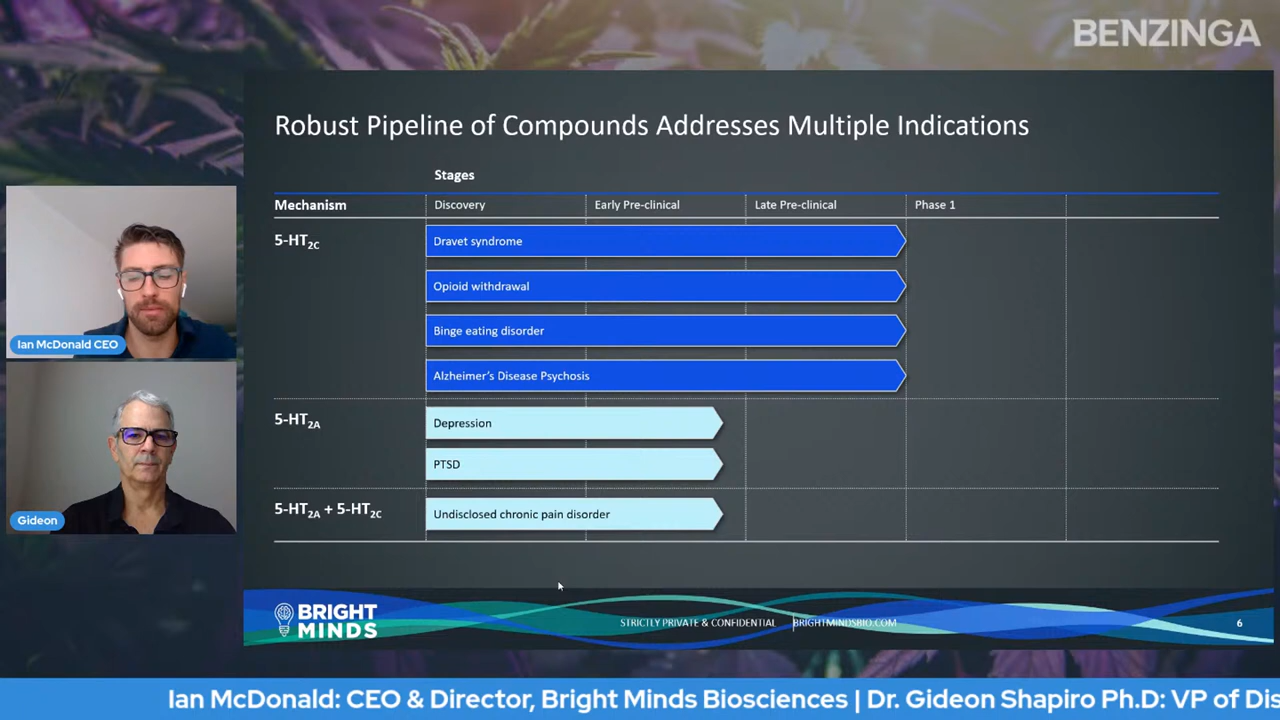 BENZINGA
Robust Pipeline of Compounds Addresses Multiple Indications
Stages
Mechanism Discovery Early Pre-clinical Late Pre-clinical Phase 1
5-HT2C Dravet syndrome
Opioid withdrawal
Binge eating disorder
Alzheimer's Disease Psychosis
5-HT2A Depression
PTSD
5-HT2A + 5-HT2C Undisclosed chronic pain disorder
Ian McDonald CEO
Gideon
BRIGHT
MINDS
STRICTLY PRIVATE & CONFIDENTIAL BRIGHTMINDSBIO.COM 6
Ian McDonald: CEO & Director, Bright Minds Biosciences | Dr. Gideon Shapiro Ph.D: VP of Dis